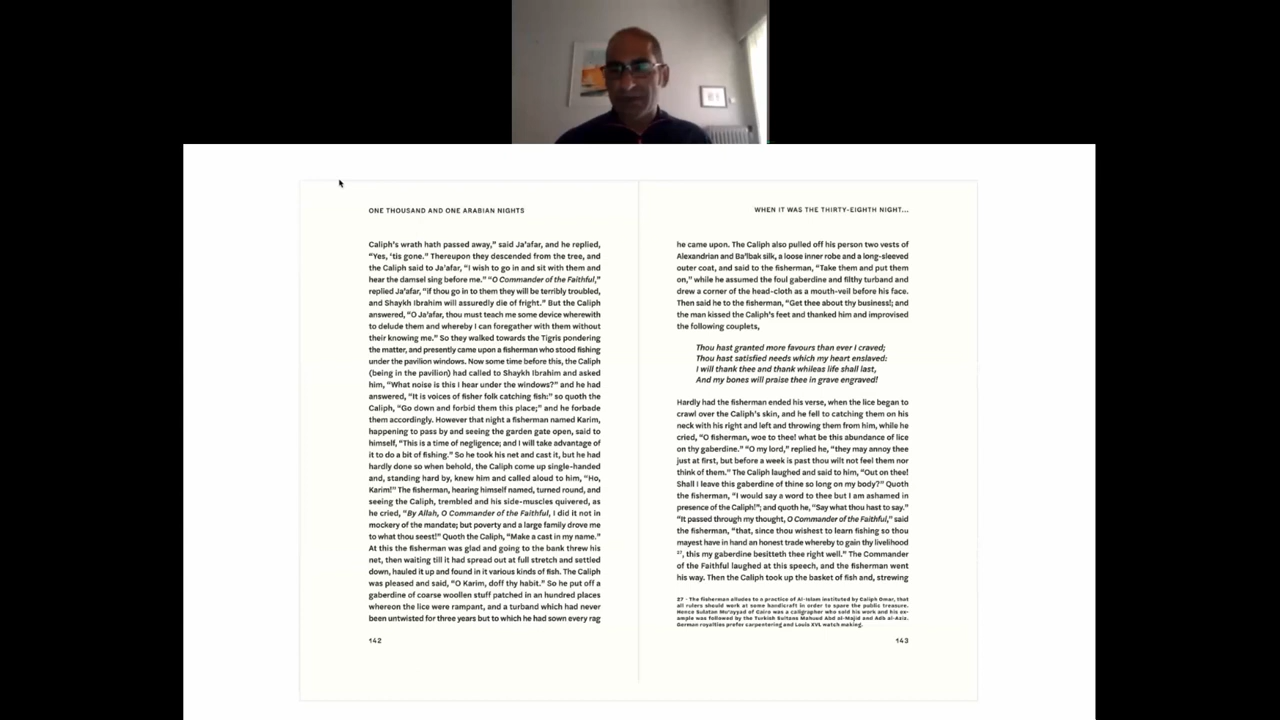 ONE THOUSAND AND ONE ARABIAN NIGHTS
Caliph's wrath hath passed away," said Ja'afar, and he replied,
"Yes, 'tis gone." Thereupon they descended from the tree, and
the Caliph said to Ja'afar, "I wish to go in and sit with them and
hear the damsel sing before me." "O Commander of the Faithful,"
replied Ja'afar, "if thou go in to them they will be terribly troubled,
and Shaykh Ibrahim will assuredly die of fright." But the Caliph
answered, "O Ja'afar, thou must teach me some device wherewith
to delude them and whereby I can foregather with them without
their knowing me." So they walked towards the Tigris pondering
the matter, and presently came upon a fisherman who stood fishing
under the pavilion windows. Now some time before this, the Caliph
(being in the pavilion) had called to Shaykh Ibrahim and asked
him, "What noise is this I hear under the windows?" and he had
answered, "It is voices of fisher folk catching fish:" so quoth the
Caliph, "Go down and forbid them this place;" and he forbade
them accordingly. However that night a fisherman named Karim,
happening to pass by and seeing the garden gate open, said to
himself, "This is a time of negligence; and I will take advantage of
it to do a bit of fishing." So he took his net and cast it, but he had
hardly done so when behold, the Caliph come up single-handed
and, standing hard by, knew him and called aloud to him, "Ho,
Karim!" The fisherman, hearing himself named, turned round, and
seeing the Caliph, trembled and his side-muscles quivered, as
he cried, "By Allah, O Commander of the Faithful, I did it not in
mockery of the mandate; but poverty and a large family drove me
to what thou seest!" Quoth the Caliph, "Make a cast in my name."
At this the fisherman was glad and going to the bank threw his
net, then waiting till it had spread out at full stretch and settled
down, hauled it up and found in it various kinds of fish. The Caliph
was pleased and said, "O Karim, doff thy habit." So he put off a
gaberdine of coarse woollen stuff patched in an hundred places
whereon the lice were rampant, and a turband which had never
been untwisted for three years but to which he had sown every rag
142
WHEN IT WAS THE THIRTY-EIGHTH NIGHT...
he came upon. The Caliph also pulled off his person two vests of
Alexandrian and Ba'lbak silk, a loose inner robe and a long-sleeved
outer coat, and said to the fisherman, "Take them and put them
on," while he assumed the foul gaberdine and filthy turband and
drew a corner of the head-cloth as a mouth-veil before his face.
Then said he to the fisherman, "Get thee about thy business!; and
the man kissed the Caliph's feet and thanked him and improvised
the following couplets,
Thou hast granted more favours than ever I craved;
Thou hast satisfied needs which my heart enslaved:
I will thank thee and thank whileas life shall last,
And my bones will praise thee in grave engraved!
Hardly had the fisherman ended his verse, when the lice began to
crawl over the Caliph's skin, and he fell to catching them on his
neck with his right and left and throwing them from him, while he
cried, "O fisherman, woe to thee! what be this abundance of lice
on thy gaberdine." "O my lord," replied he, "they may annoy thee
just at first, but before a week is past thou wilt not feel them nor
think of them." The Caliph laughed and said to him, "Out on thee!
Shall I leave this gaberdine of thine so long on my body?" Quoth
the fisherman, "I would say a word to thee but I am ashamed in
presence of the Caliph!"; and quoth he, "Say what thou hast to say."
"It passed through my thought, O Commander of the Faithful," said
the fisherman, "that, since thou wishest to learn fishing so thou
mayest have in hand an honest trade whereby to gain thy livelihood
27, this my gaberdine besitteth thee right well." The Commander
of the Faithful laughed at this speech, and the fisherman went
his way. Then the Caliph took up the basket of fish and, strewing
27 - The fisherman alludes to a practice of Al-Islam instituted by Caliph Omar, that
all rulers should work at some handicraft in order to spare the public treasure.
Hence Sulatan Mu'ayyad of Cairo was a caligrapher who sold his work and his ex-
ample was followed by the Turkish Sultans Mahuud Abd al-Majid and Adb al-Aziz.
German royalties prefer carpentering and Louis XVI, watch making.
143